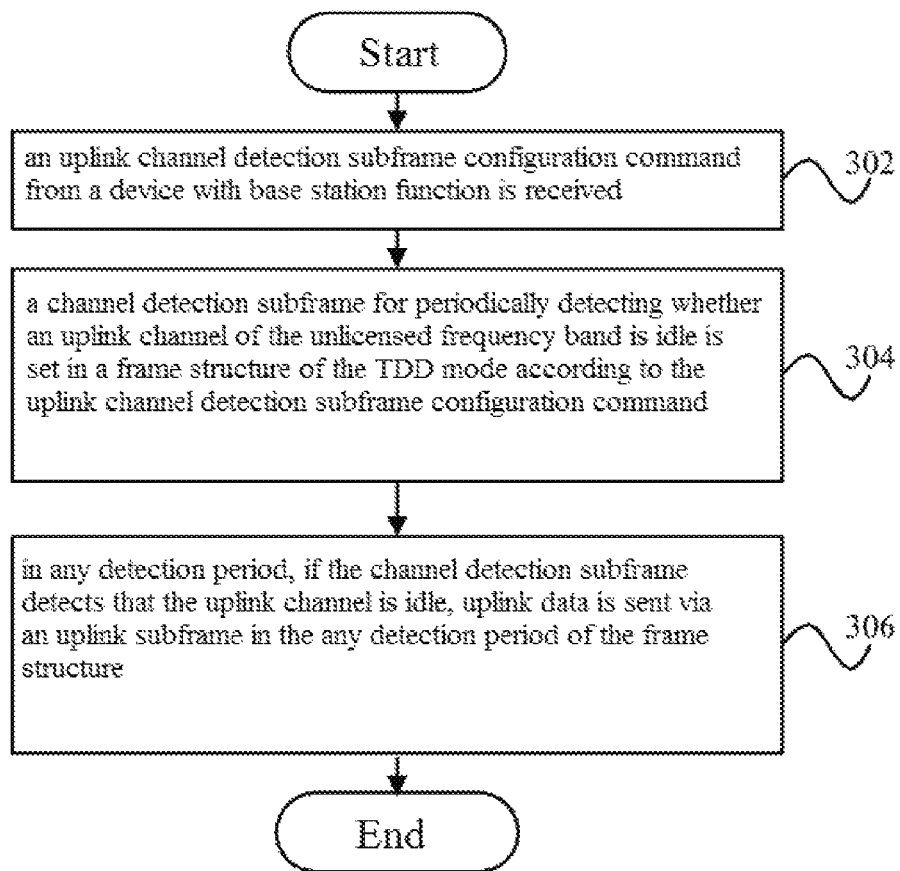 Start
an uplink channel detection subframe configuration command
from a device with base station function is received
302
a channel detection subframe for periodically detecting whether
an uplink channel of the unlicensed frequency band is idle is
set in a frame structure of the TDD mode according to the
uplink channel detection subframe configuration command
304
in any detection period, if the channel detection subframe
detects that the uplink channel is idle, uplink data is sent via
an uplink subframe in the any detection period of the frame
structure
306
End